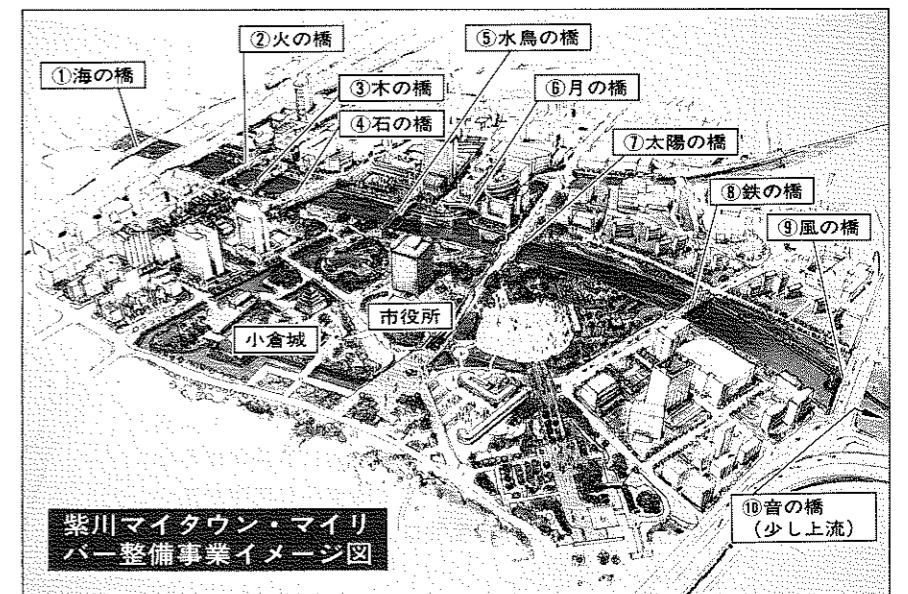 ①海の橋
②火の橋
③木の橋
④石の橋
⑤水鳥の橋
⑥月の橋
⑦太陽の橋
⑧鉄の橋
⑨風の橋
⑩音の橋
(少し上流)
市役所
小倉城
紫川マイタウン・マイリ
バー整備事業イメージ図